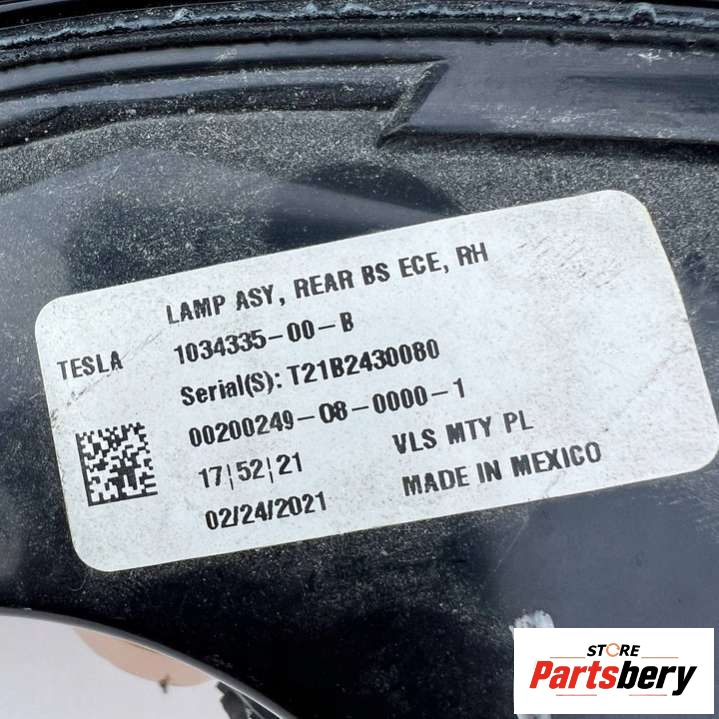 LAMP ASY, REAR BS ECE, RH
TESLA 1034335-00-B
Serial(S): T21B2430080
00200249-08-0000-1
17¦52¦21 VLS MTY PL
02/24/2021 MADE IN MEXICO
STORE
Partsbery